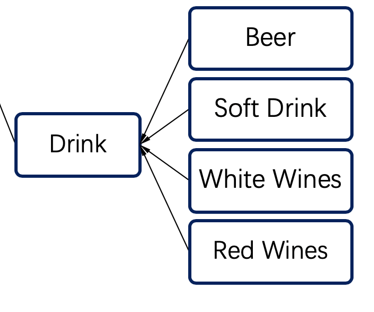 Beer
Soft Drink
Drink
White Wines
Red Wines